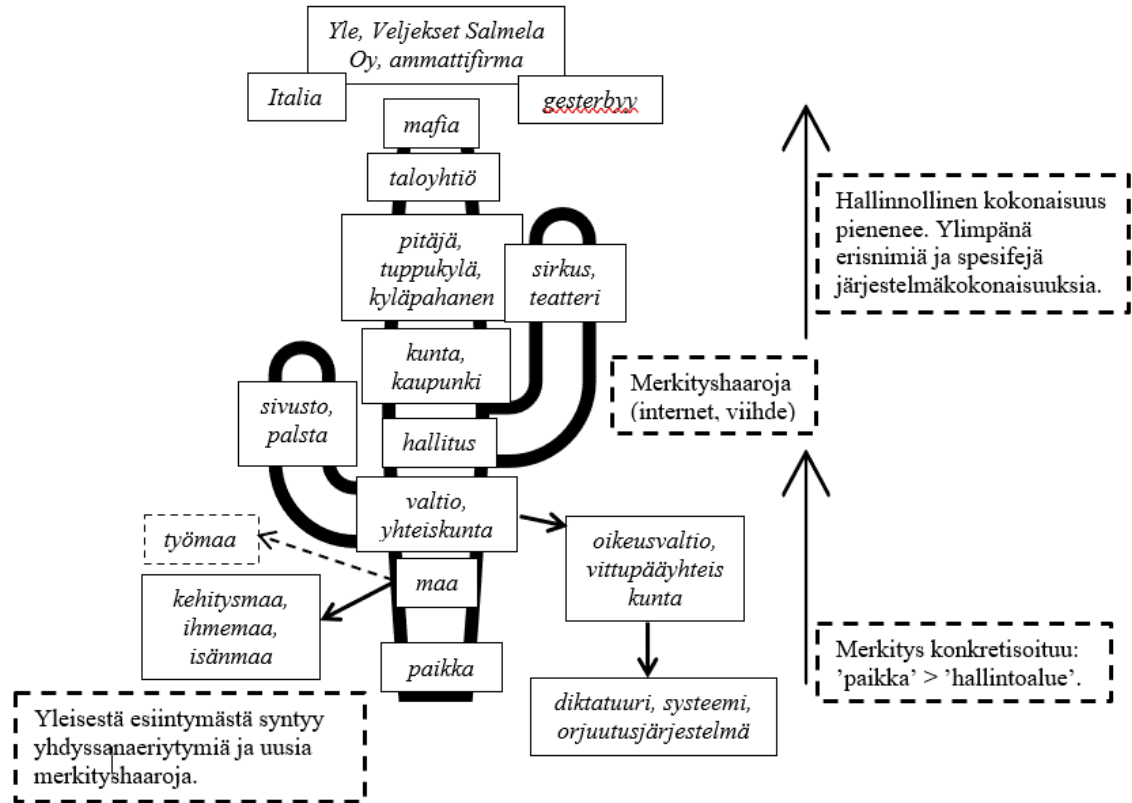 Yle, Veljekset Salmela
Oy, ammattifirma
Italia
gesterbyy
mafia
taloyhtiö
pitäjä,
tuppukylä,
kyläpahanen
sirkus,
teatteri
Hallinnollinen kokonaisuus
pienenee. Ylimpänä
erisnimiä ja spesifejä
järjestelmäkokonaisuuksia.
kunta,
kaupunki
Merkityshaaroja
(internet, viihde)
sivusto,
palsta
hallitus
valtio,
yhteiskunta
työmaa
oikeusvaltio,
vittupääyhteis
kunta
maa
kehitysmaa,
ihmemaa,
isänmaa
paikka
Merkitys konkretisoituu:
’paikka’ > ’hallintoalue’.
diktatuuri, systeemi,
orjuutusjärjestelmä
Yleisestä esiintymästä syntyy
yhdyssanaeriytymiä ja uusia
merkityshaaroja.